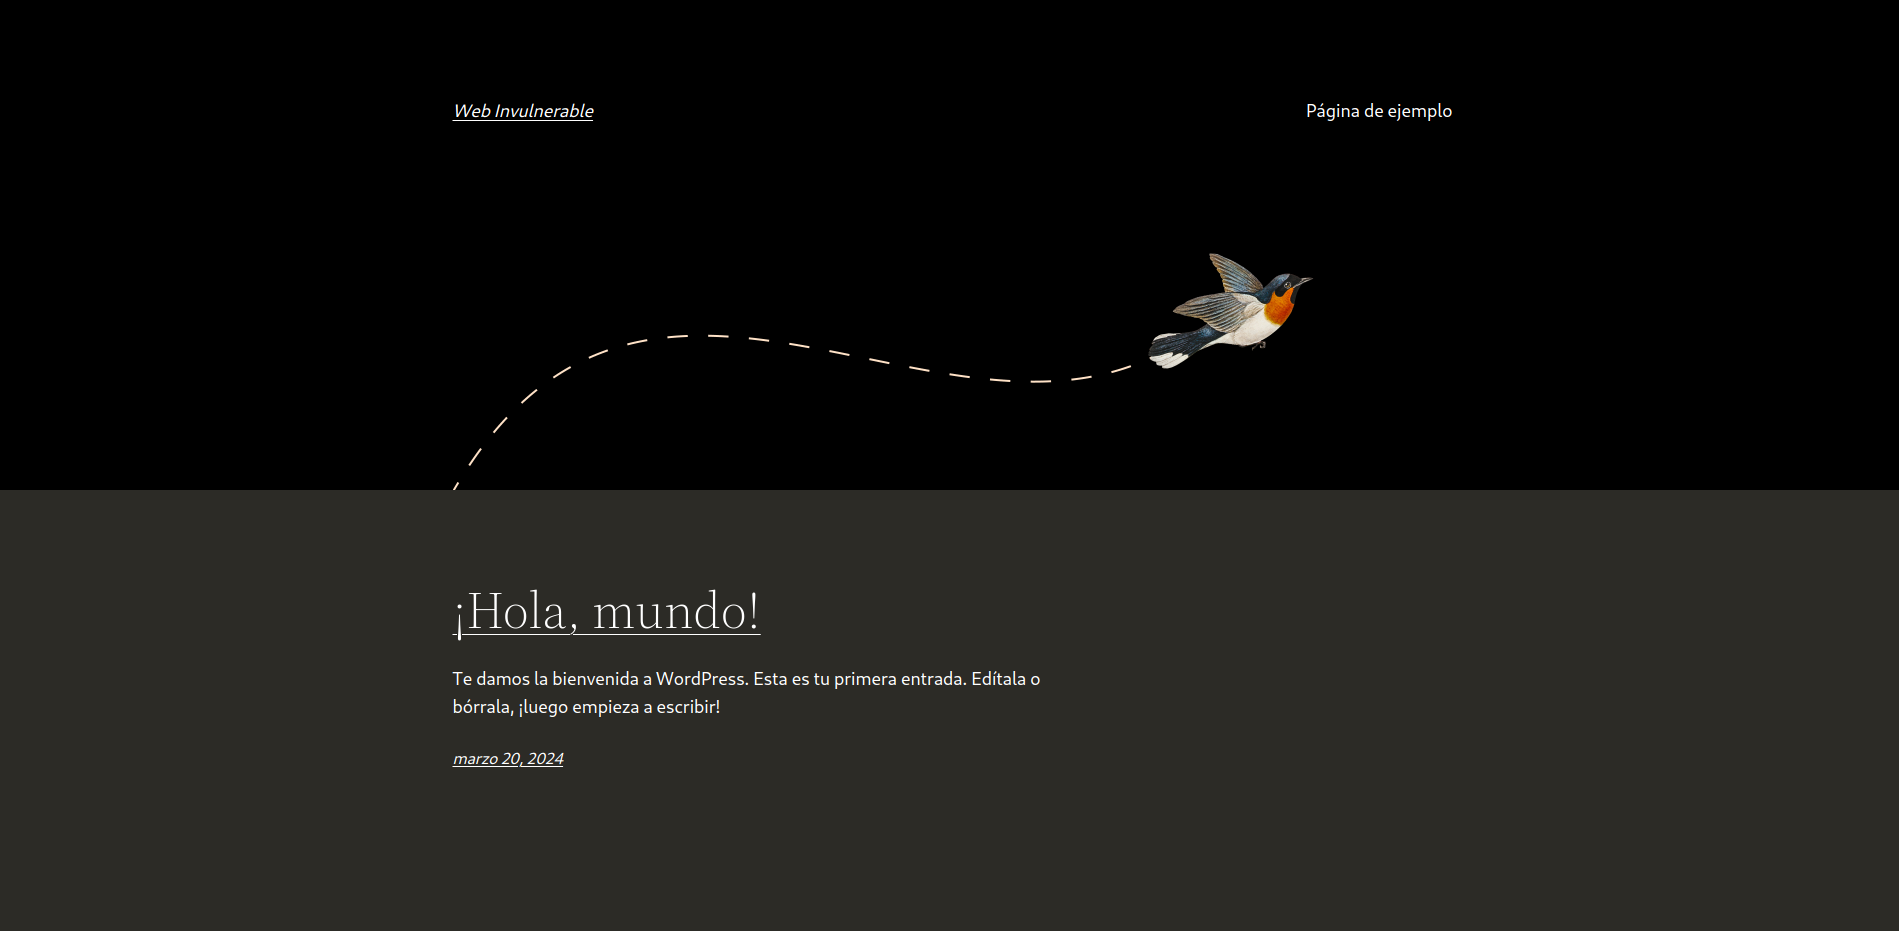 Web Invulnerable
Página de ejemplo
¡Hola, mundo!
Te damos la bienvenida a WordPress. Esta es tu primera entrada. Edítala o
bórrala, ¡luego empieza a escribir!
marzo 20, 2024